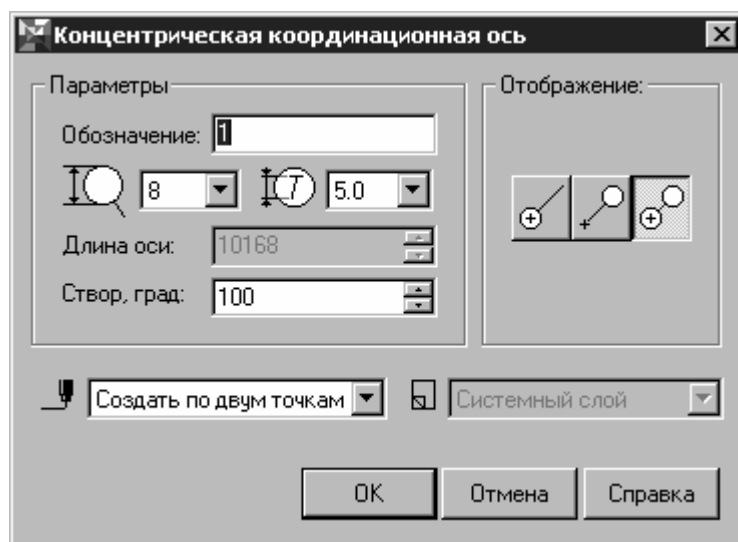 Концентрическая координационная ось
Параметры
Отображение:
Обозначение: 1
8 T 5.0
Длина оси: 10168
Створ, град: 100
Создать по двум точкам Системный слой
OK Отмена Справка